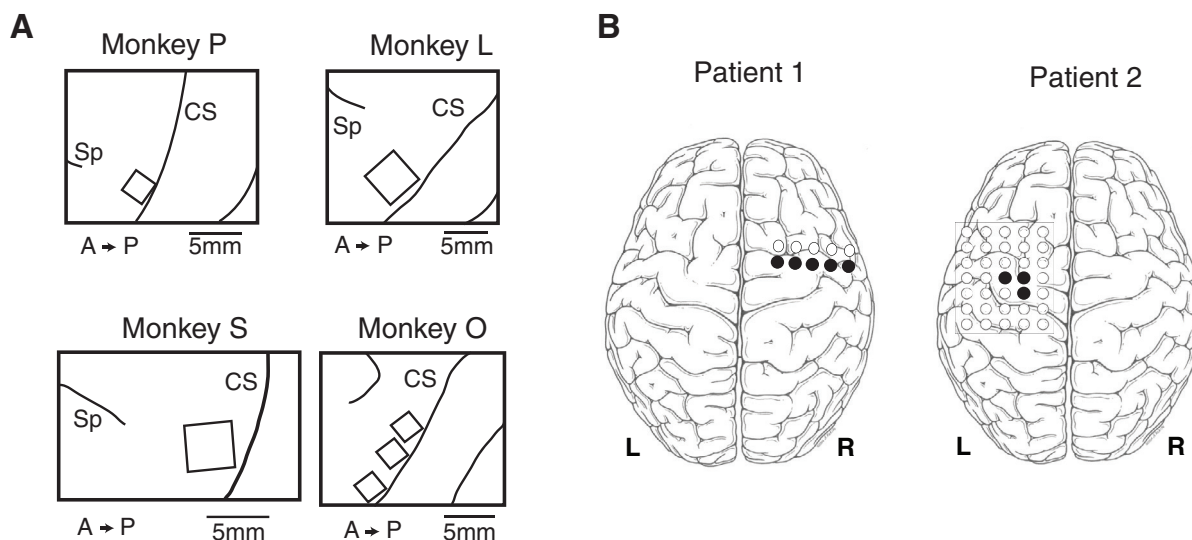 A
Monkey P
Sp
CS
A → P
5mm
Monkey L
Sp
CS
A → P
5mm
Monkey S
Sp
CS
A → P
5mm
Monkey O
CS
A → P
5mm
B
Patient 1
L
R
Patient 2
L
R